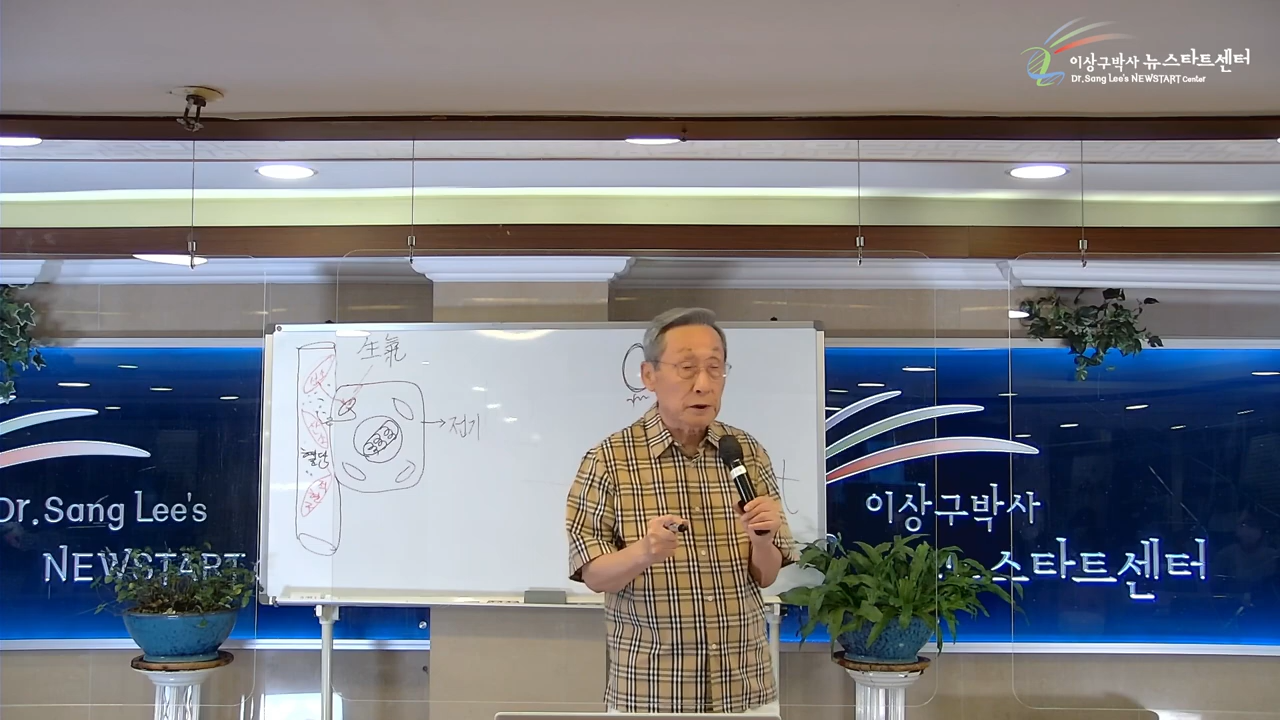 이상구박사 뉴스타트센터
Dr. Sang Lee's NEWSTART Center
生氣
전기
혈당
Dr. Sang Lee's
NEWSTART
이상구박사
스타트센터
t